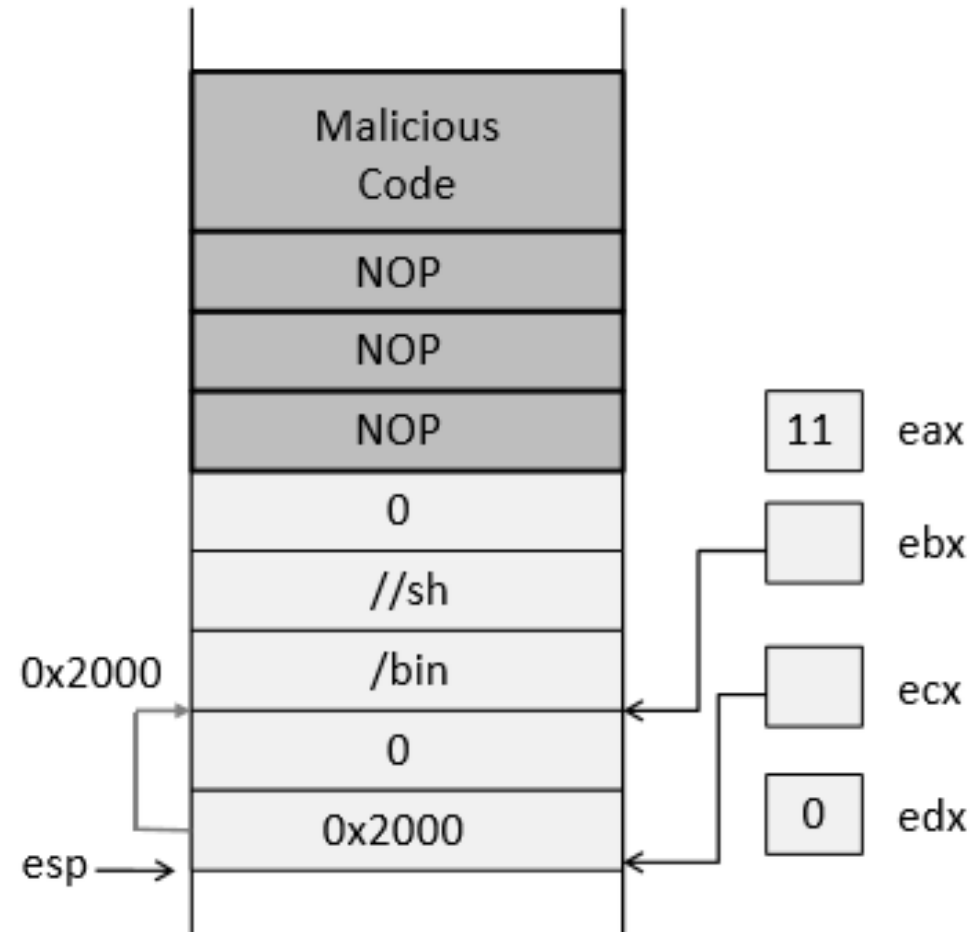 Malicious
Code
NOP
NOP
NOP
11 eax
0
ebx
//sh
0x2000 /bin
ecx
0
0 edx
0x2000
esp